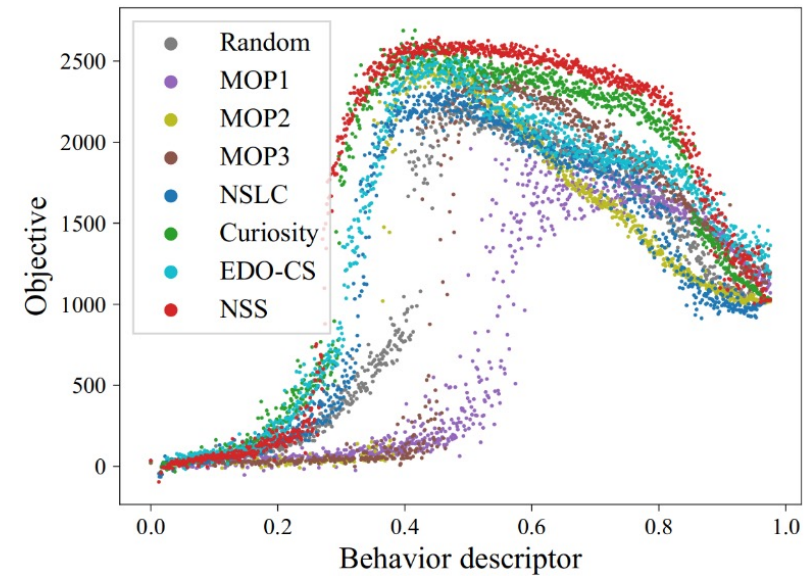 Random
MOP1
MOP2
MOP3
NSLC
Curiosity
EDO-CS
NSS
2500
2000
1500
1000
500
0
Objective
0.0 0.2 0.4 0.6 0.8 1.0
Behavior descriptor